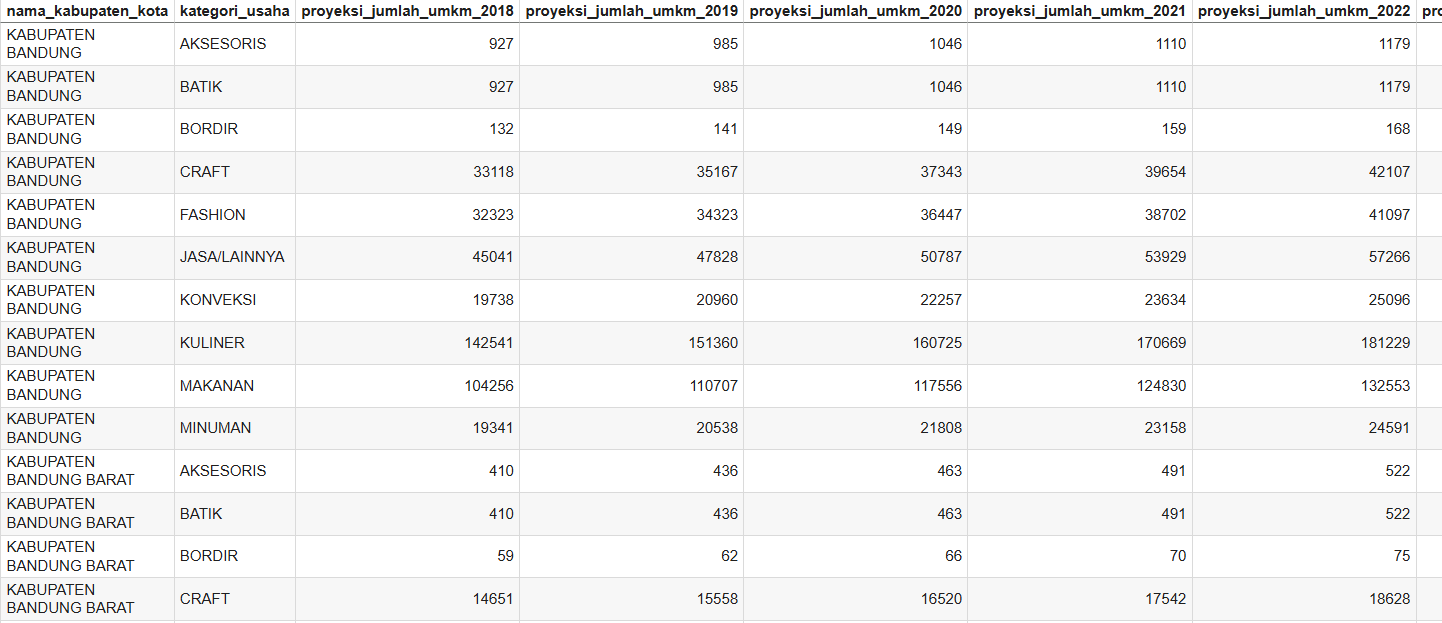 nama_kabupaten_kota kategori_usaha proyeksi_jumlah_umkm_2018 proyeksi_jumlah_umkm_2019 proyeksi_jumlah_umkm_2020 proyeksi_jumlah_umkm_2021 proyeksi_jumlah_umkm_2022 pro
KABUPATEN
BANDUNG AKSESORIS 927 985 1046 1110 1179
KABUPATEN
BANDUNG BATIK 927 985 1046 1110 1179
KABUPATEN
BANDUNG BORDIR 132 141 149 159 168
KABUPATEN
BANDUNG CRAFT 33118 35167 37343 39654 42107
KABUPATEN
BANDUNG FASHION 32323 34323 36447 38702 41097
KABUPATEN
BANDUNG JASA/LAINNYA 45041 47828 50787 53929 57266
KABUPATEN
BANDUNG KONVEKSI 19738 20960 22257 23634 25096
KABUPATEN
BANDUNG KULINER 142541 151360 160725 170669 181229
KABUPATEN
BANDUNG MAKANAN 104256 110707 117556 124830 132553
KABUPATEN
BANDUNG MINUMAN 19341 20538 21808 23158 24591
KABUPATEN
BANDUNG BARAT AKSESORIS 410 436 463 491 522
KABUPATEN
BANDUNG BARAT BATIK 410 436 463 491 522
KABUPATEN
BANDUNG BARAT BORDIR 59 62 66 70 75
KABUPATEN
BANDUNG BARAT CRAFT 14651 15558 16520 17542 18628